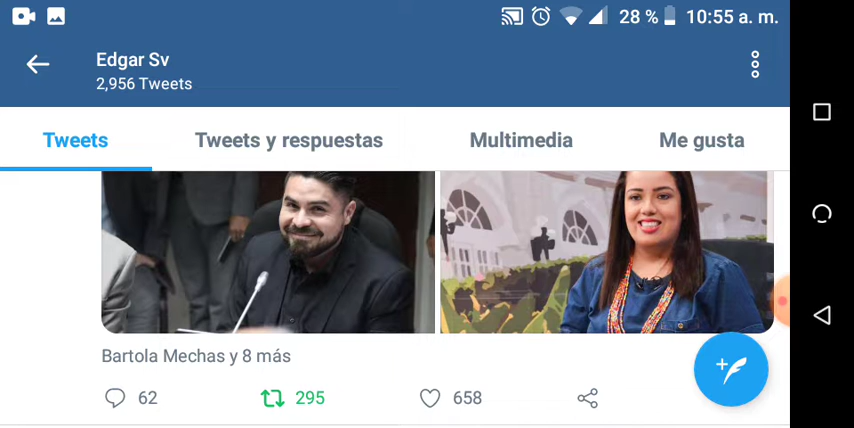 28 % 10:55 a. m.
Edgar Sv
2,956 Tweets
Tweets Tweets y respuestas Multimedia Me gusta
Bartola Mechas y 8 más
62 295 658